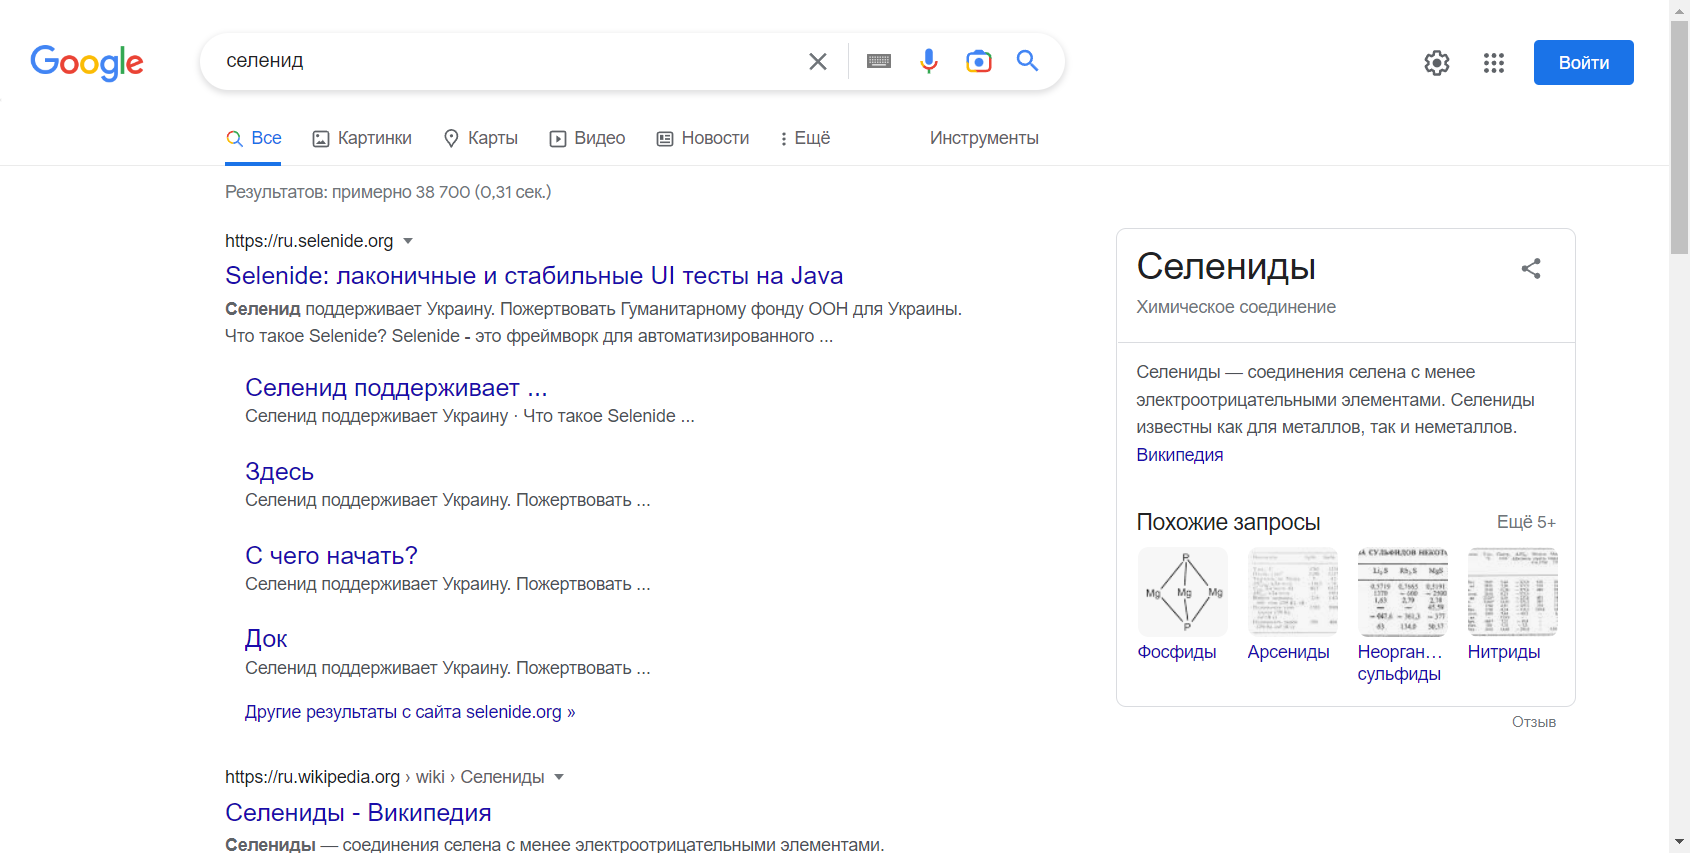 Google
селенид
Войти
Все
Картинки
Карты
Видео
Новости
Ещё
Инструменты
Результатов: примерно 38 700 (0,31 сек.)
https://ru.selenide.org
Selenide: лаконичные и стабильные UI тесты на Java
Селенид поддерживает Украину. Пожертвовать Гуманитарному фонду ООН для Украины.
Что такое Selenide? Selenide - это фреймворк для автоматизированного ...
Селенид поддерживает ...
Селенид поддерживает Украину · Что такое Selenide ...
Здесь
Селенид поддерживает Украину. Пожертвовать ...
С чего начать?
Селенид поддерживает Украину. Пожертвовать ...
Док
Селенид поддерживает Украину. Пожертвовать ...
Другие результаты с сайта selenide.org »
https://ru.wikipedia.org › wiki › Селениды
Селениды - Википедия
Селениды — соединения селена с менее электроотрицательными элементами.
Селениды
Химическое соединение
Селениды — соединения селена с менее
электроотрицательными элементами. Селениды
известны как для металлов, так и неметаллов.
Википедия
Похожие запросы
Ещё 5+
P
Mg Mg Mg
P
Li₂S Rb₂S MgS
Фосфиды
Арсениды
Неорган...
сульфиды
Нитриды
Отзыв